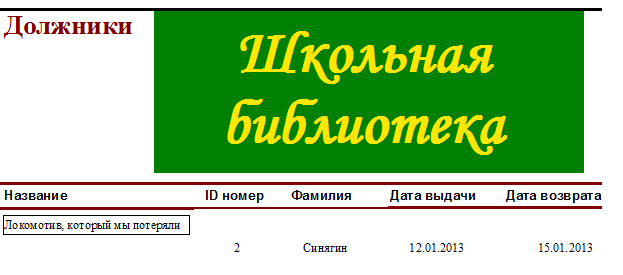 Должники
Школьная
библиотека
Название ID номер Фамилия Дата выдачи Дата возврата
Локомотив, который мы потеряли
2 Синягин 12.01.2013 15.01.2013